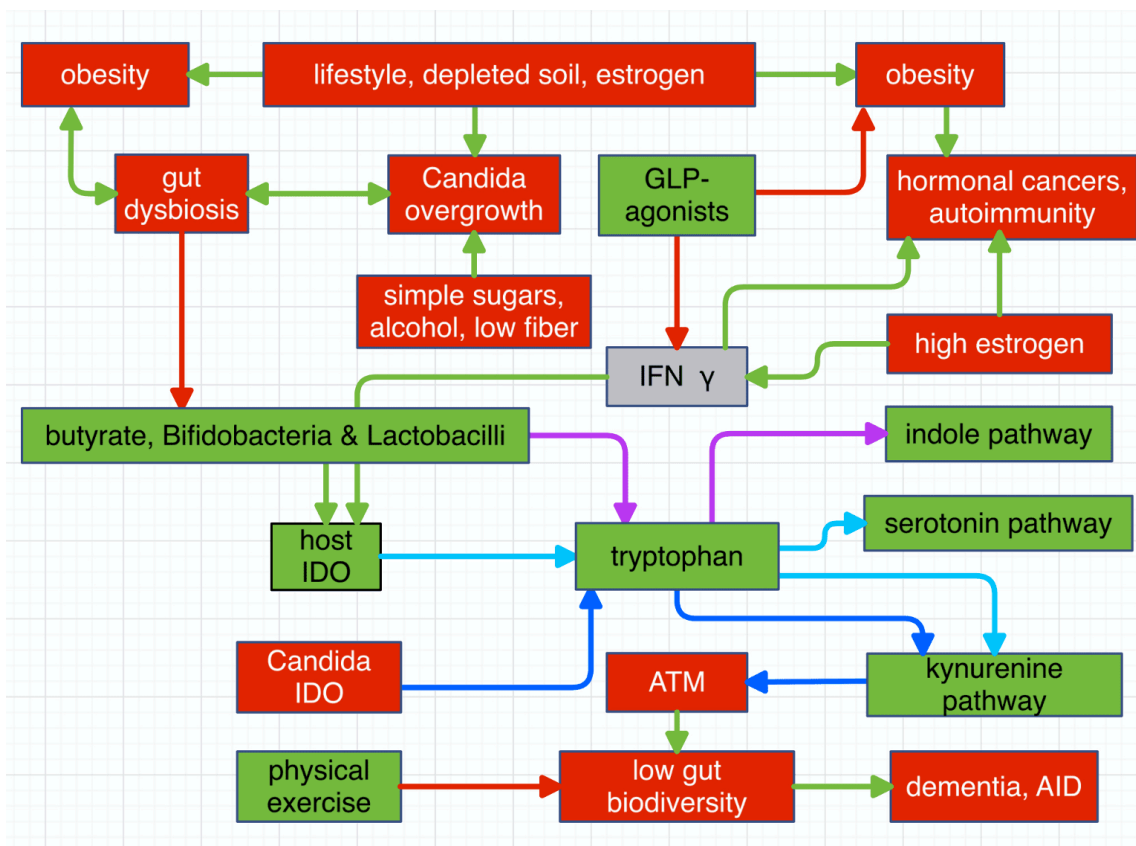 obesity
lifestyle, depleted soil, estrogen
obesity
gut
dysbiosis
Candida
overgrowth
GLP-
agonists
hormonal cancers,
autoimmunity
simple sugars,
alcohol, low fiber
IFN γ
high estrogen
butyrate, Bifidobacteria & Lactobacilli
indole pathway
host
IDO
tryptophan
serotonin pathway
Candida
IDO
ATM
kynurenine
pathway
physical
exercise
low gut
biodiversity
dementia, AID